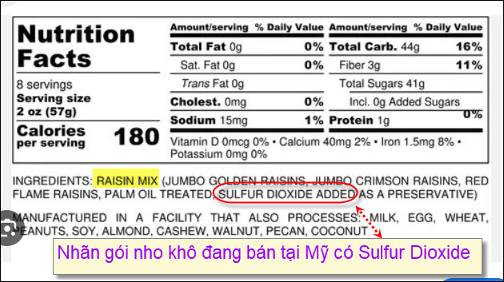 Nutrition
Facts
8 servings
Serving size
2 oz (57g)
Calories
per serving 180
Amount/serving % Daily Value
Total Fat 0g 0%
Sat. Fat 0g 0%
Trans Fat 0g
Cholest. 0mg 0%
Sodium 15mg 1%
Amount/serving % Daily Value
Total Carb. 44g 16%
Fiber 3g 11%
Total Sugars 41g
Incl. 0g Added Sugars 0%
Protein 1g
Vitamin D 0mcg 0% • Calcium 40mg 2% • Iron 1.5mg 8% •
Potassium 0mg 0%
INGREDIENTS: RAISIN MIX (JUMBO GOLDEN RAISINS, JUMBO CRIMSON RAISINS, RED
FLAME RAISINS, PALM OIL TREATED, SULFUR DIOXIDE ADDED AS A PRESERVATIVE)
MANUFACTURED IN A FACILITY THAT ALSO PROCESSES: MILK, EGG, WHEAT,
PEANUTS, SOY, ALMOND, CASHEW, WALNUT, PECAN, COCONUT
Nhãn gói nho khô đang bán tại Mỹ có Sulfur Dioxide